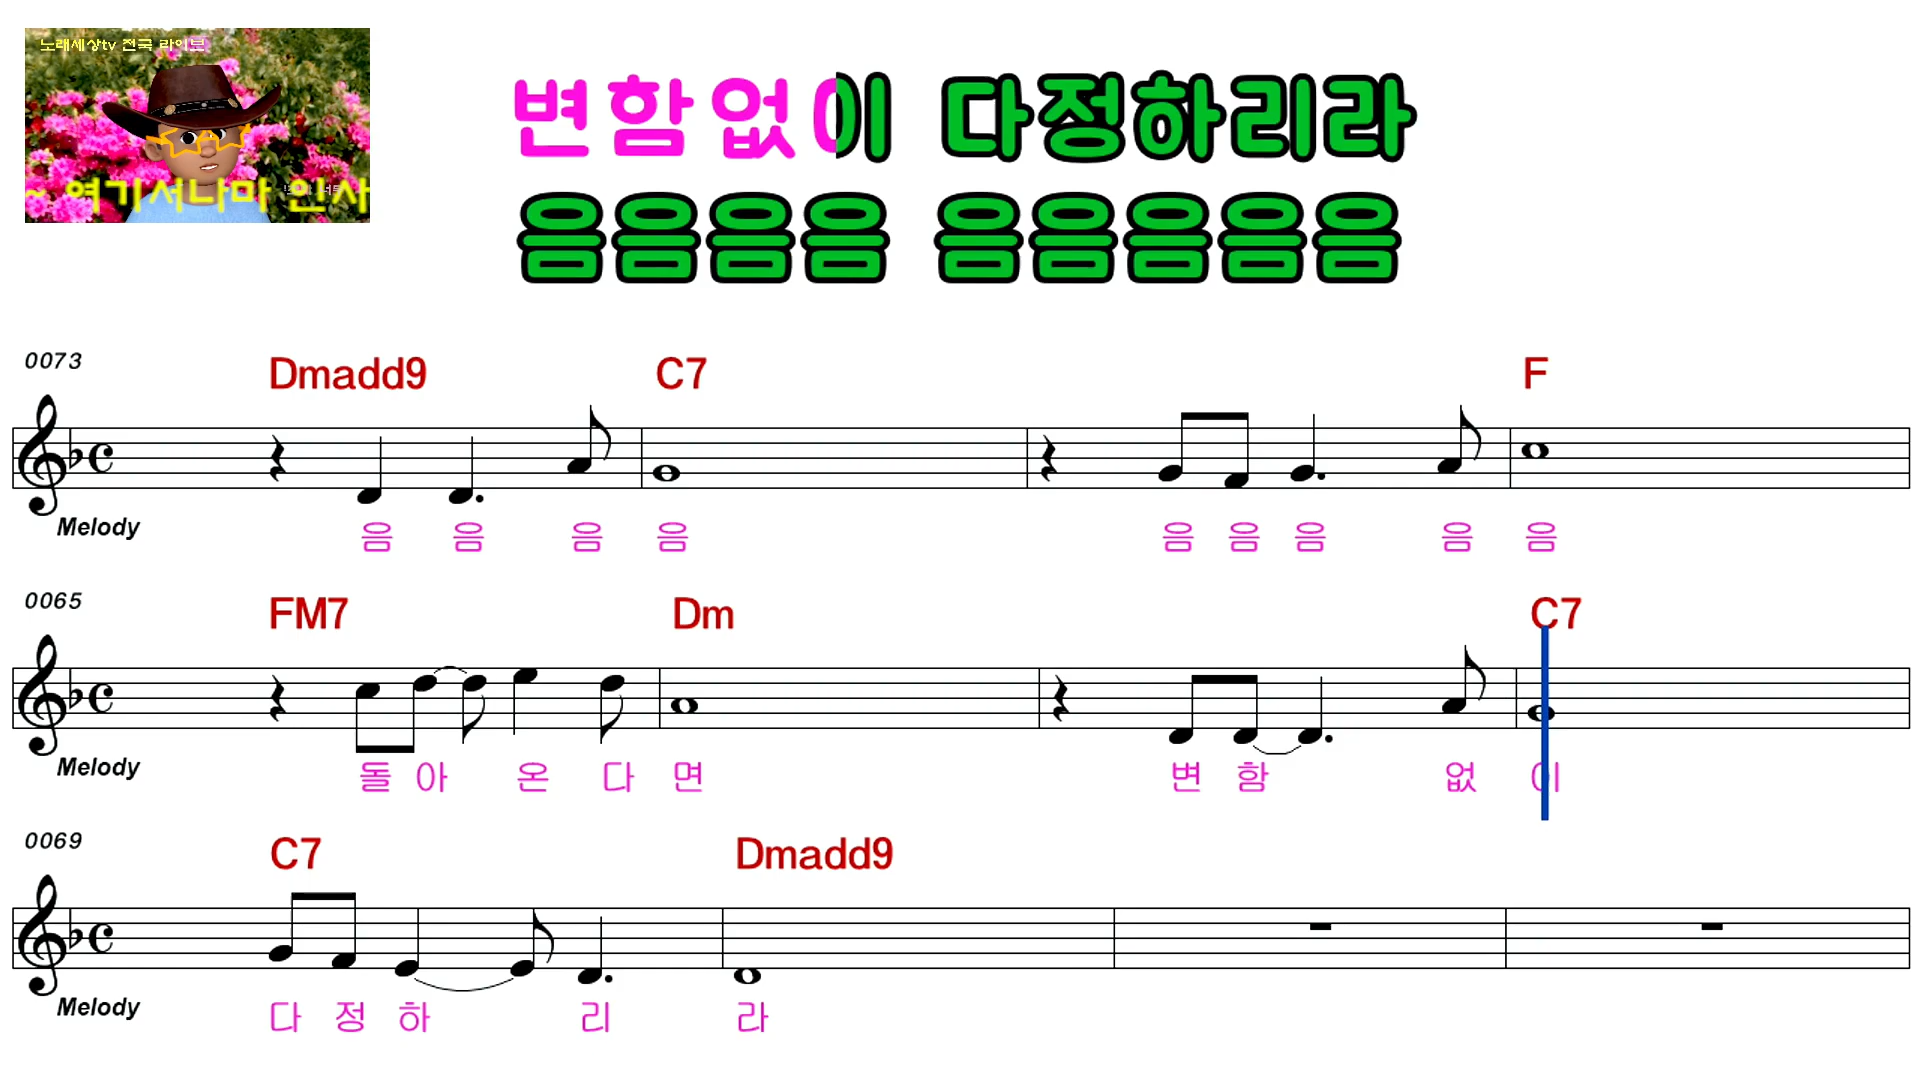 노래세상tv 전국 라이브
~ 여기서나마 인사
변함없이 다정하리라
음음음음 음음음음음
0073
Dmadd9 C7 F
Melody
음 음 음 음 음 음 음 음 음
0065
FM7 Dm C7
Melody
돌 아 온 다 면 변 함 없 이
0069
C7 Dmadd9
Melody
다 정 하 리 라